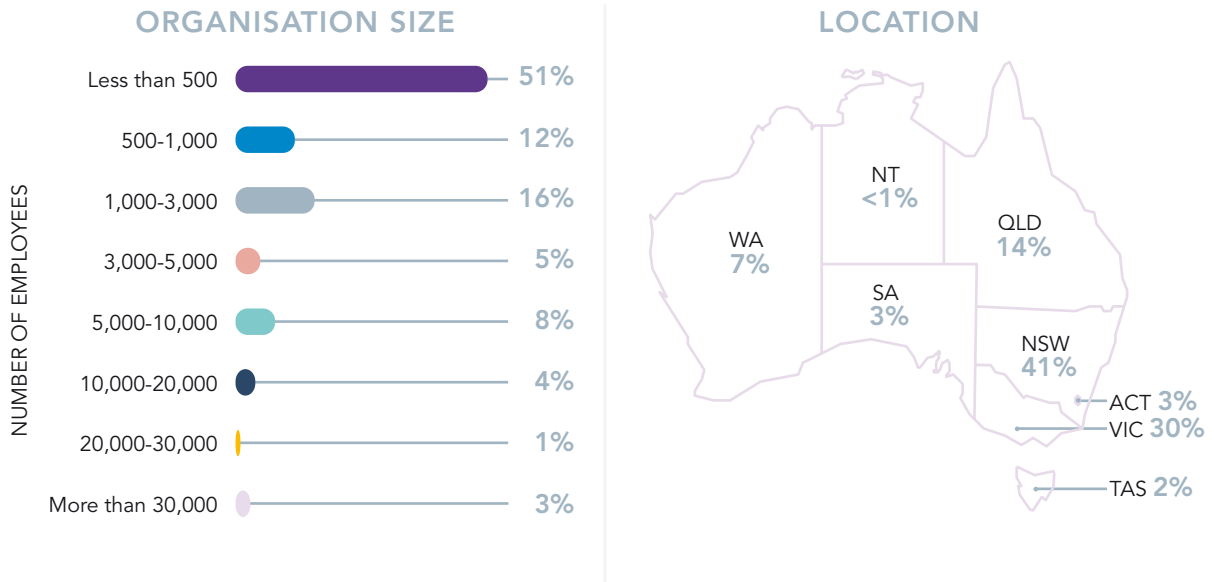 ORGANISATION SIZE
NUMBER OF EMPLOYEES
Less than 500 51%
500-1,000 12%
1,000-3,000 16%
3,000-5,000 5%
5,000-10,000 8%
10,000-20,000 4%
20,000-30,000 1%
More than 30,000 3%
LOCATION
NT
<1%
QLD
14%
WA
7%
SA
3%
NSW
41%
ACT 3%
VIC 30%
TAS 2%